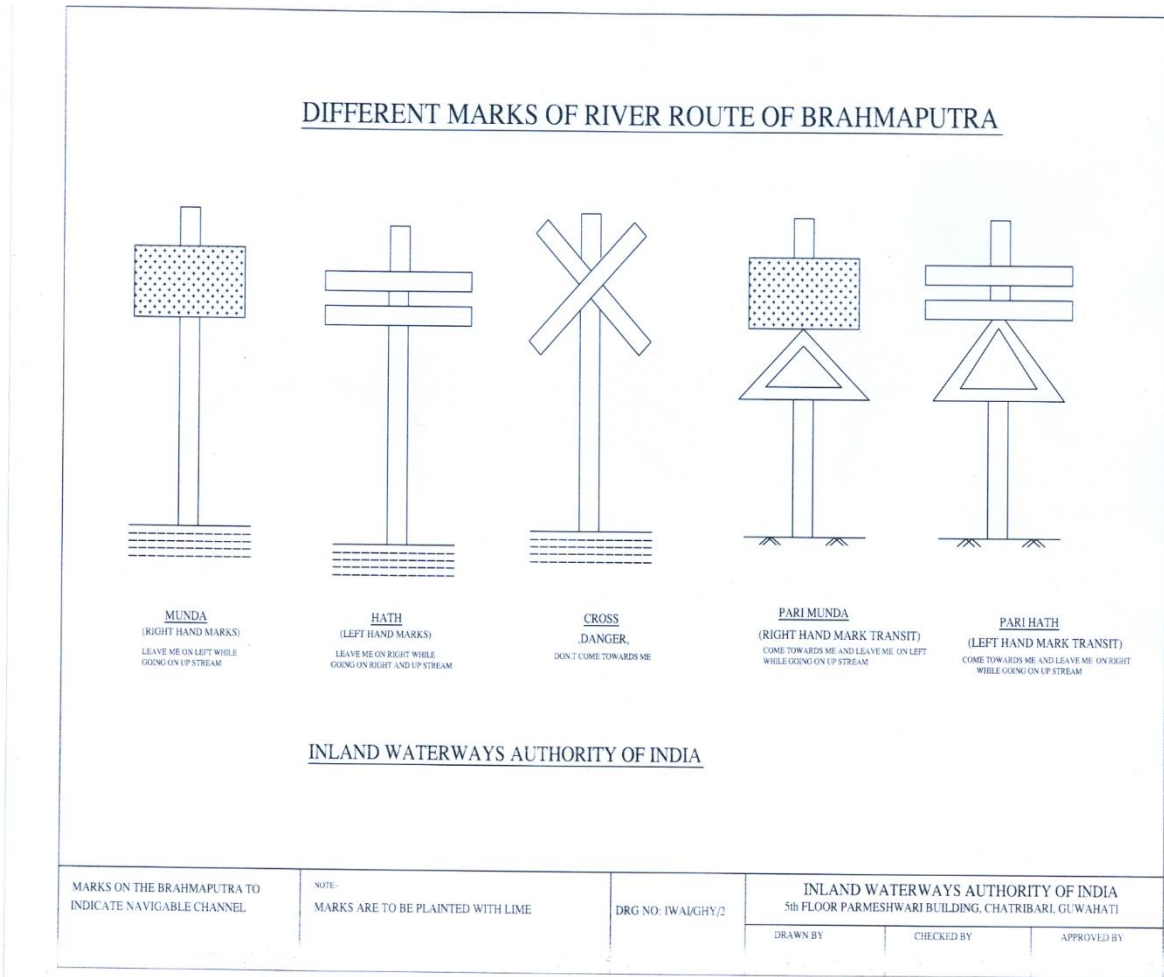 DIFFERENT MARKS OF RIVER ROUTE OF BRAHMAPUTRA
MUNDA
(RIGHT HAND MARKS)
LEAVE ME ON LEFT WHILE
GOING ON UP STREAM
HATH
(LEFT HAND MARKS)
LEAVE ME ON RIGHT WHILE
GOING ON RIGHT AND UP STREAM
CROSS
.DANGER,
DON,T COME TOWARDS ME
PARI MUNDA
(RIGHT HAND MARK TRANSIT)
COME TOWARDS ME AND LEAVE ME ON LEFT
WHILE GOING ON UP STREAM
PARI HATH
(LEFT HAND MARK TRANSIT)
COME TOWARDS ME AND LEAVE ME ON RIGHT
WHILE GOING ON UP STREAM
INLAND WATERWAYS AUTHORITY OF INDIA
MARKS ON THE BRAHMAPUTRA TO
INDICATE NAVIGABLE CHANNEL
NOTE:-
MARKS ARE TO BE PLAINTED WITH LIME
DRG NO: IWAI/GHY/2
INLAND WATERWAYS AUTHORITY OF INDIA
5th FLOOR PARMESHWARI BUILDING, CHATRIBARI, GUWAHATI
DRAWN BY
CHECKED BY
APPROVED BY